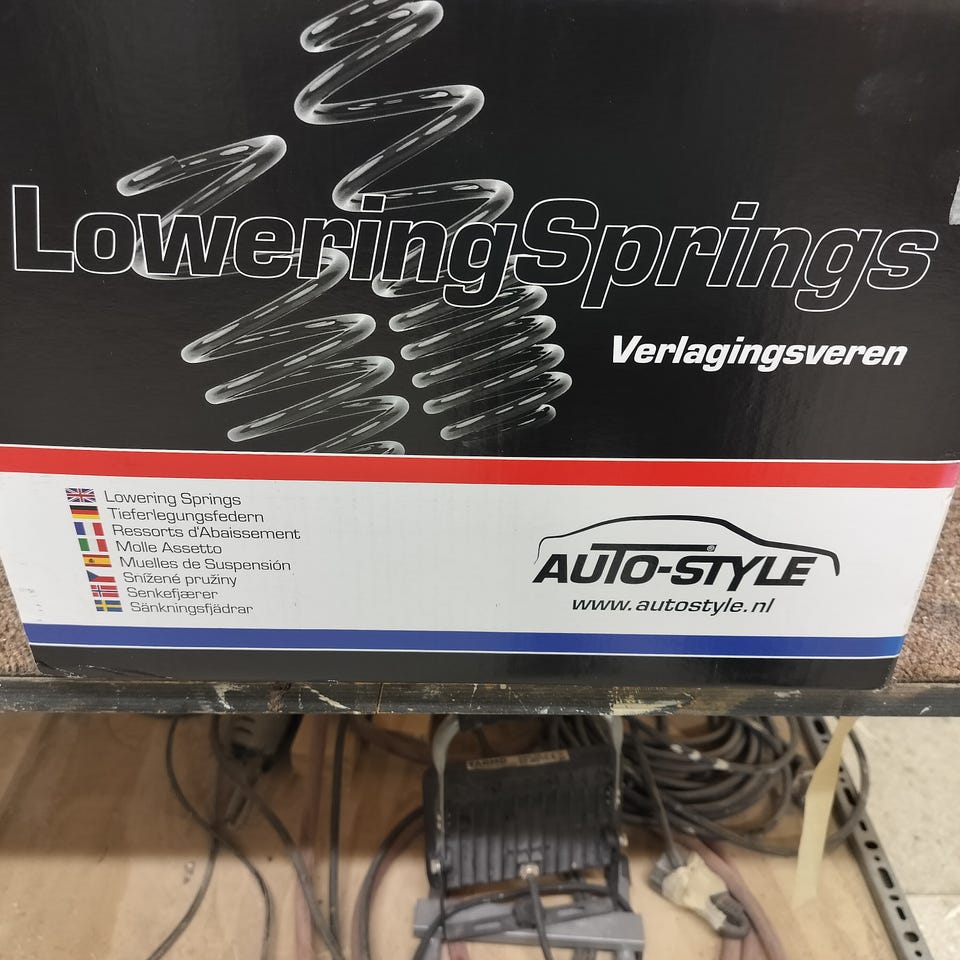 LoweringSprings
Verlagingsveren
Lowering Springs
Tieferlegungsfedern
Ressorts d'Abaissement
Molle Assetto
Muelles de Suspensión
Snížené pružiny
Senkefjærer
Sänkningsfjädrar
AUTO-STYLE®
www.autostyle.nl